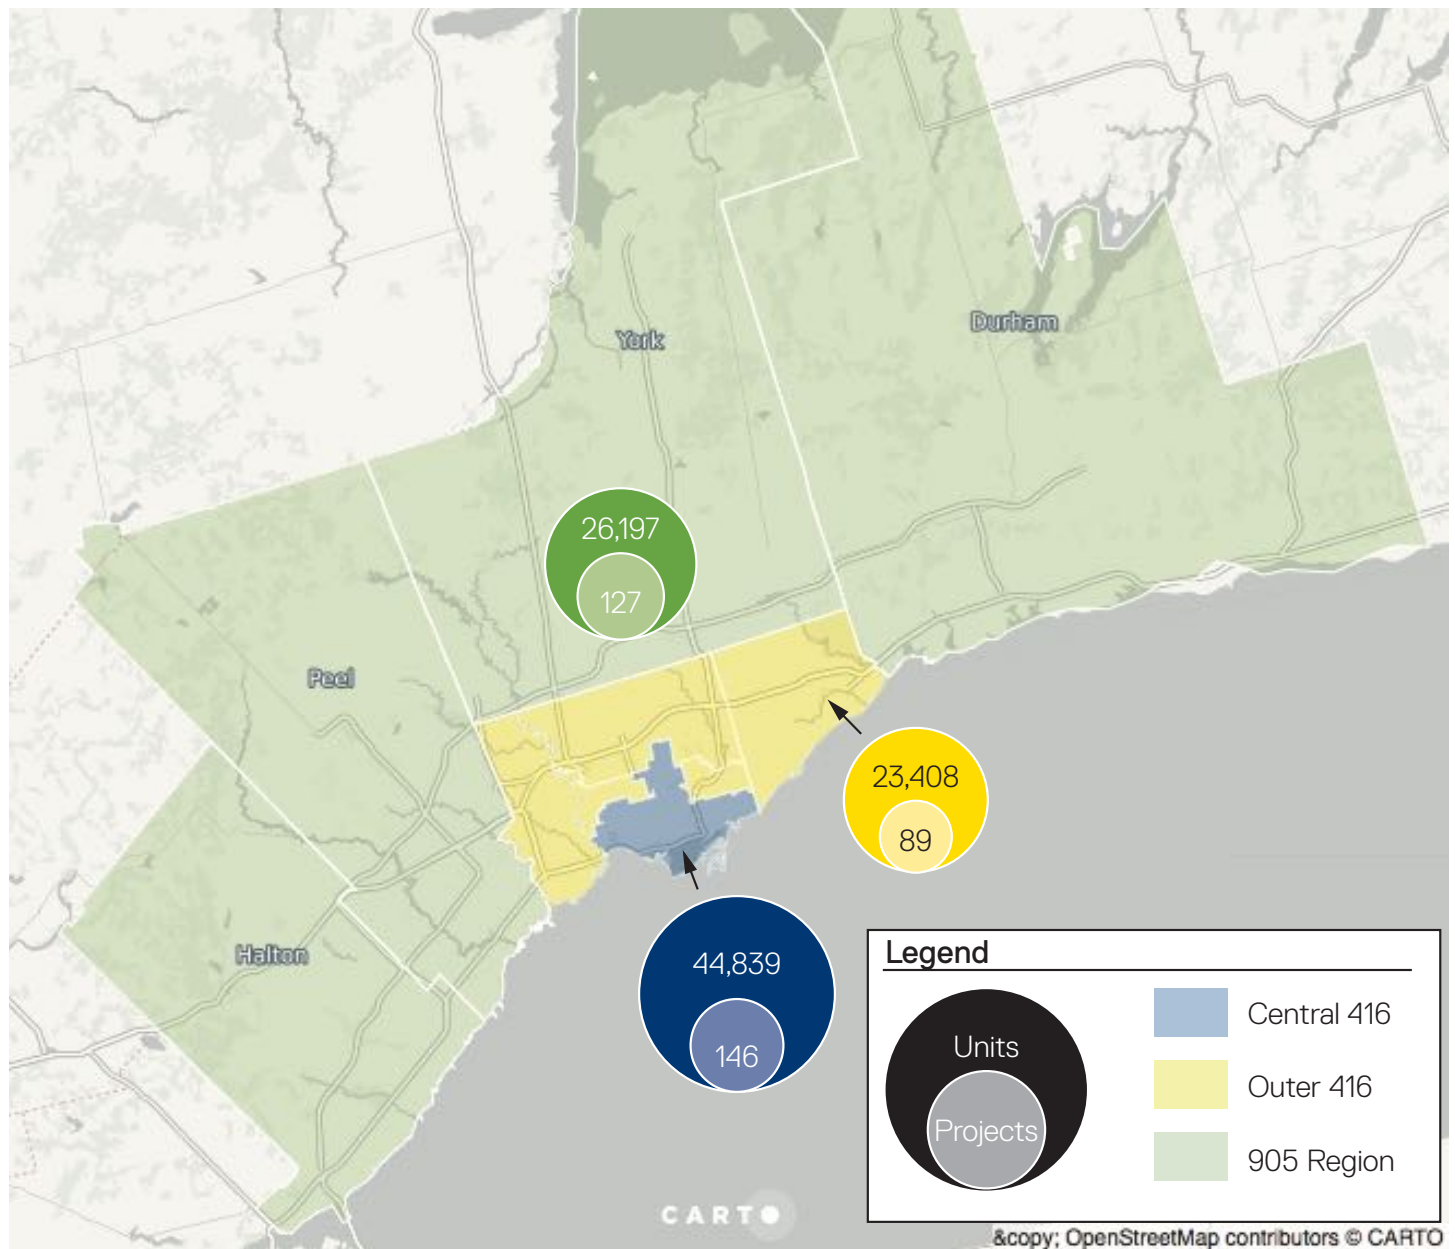 York
Durham
26,197
127
Peel
23,408
89
44,839
146
Halton
Legend
Units
Projects
Central 416
Outer 416
905 Region
CARTO
&copy; OpenStreetMap contributors © CARTO